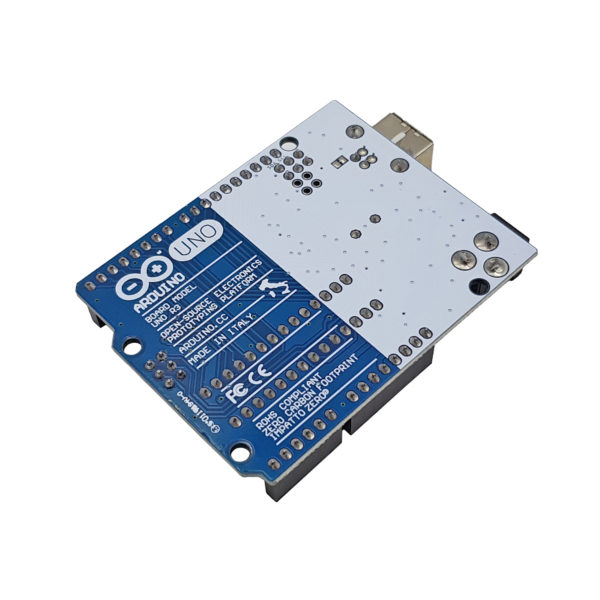 UNO
ARDUINO
BOARD MODEL
UNO R3
OPEN-SOURCE ELECTRONICS
PROTOTYPING PLATFORM
ARDUINO.CC
MADE IN ITALY
FC CE
ROHS COMPLIANT
ZERO CARBON FOOTPRINT
IMPATTO ZERO®